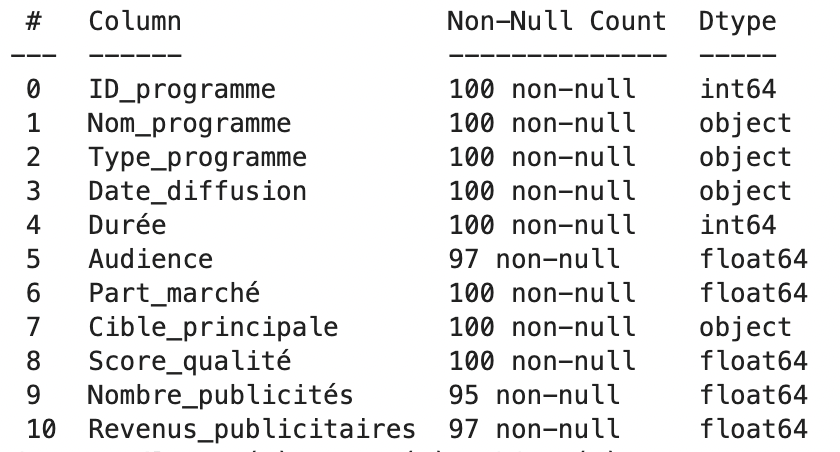 #   Column                 Non-Null Count  Dtype
---  ------                 --------------  -----
0   ID_programme           100 non-null    int64
1   Nom_programme          100 non-null    object
2   Type_programme         100 non-null    object
3   Date_diffusion         100 non-null    object
4   Durée                  100 non-null    int64
5   Audience               97 non-null     float64
6   Part_marché            100 non-null    float64
7   Cible_principale       100 non-null    object
8   Score_qualité          100 non-null    float64
9   Nombre_publicités      95 non-null     float64
10  Revenus_publicitaires  97 non-null     float64